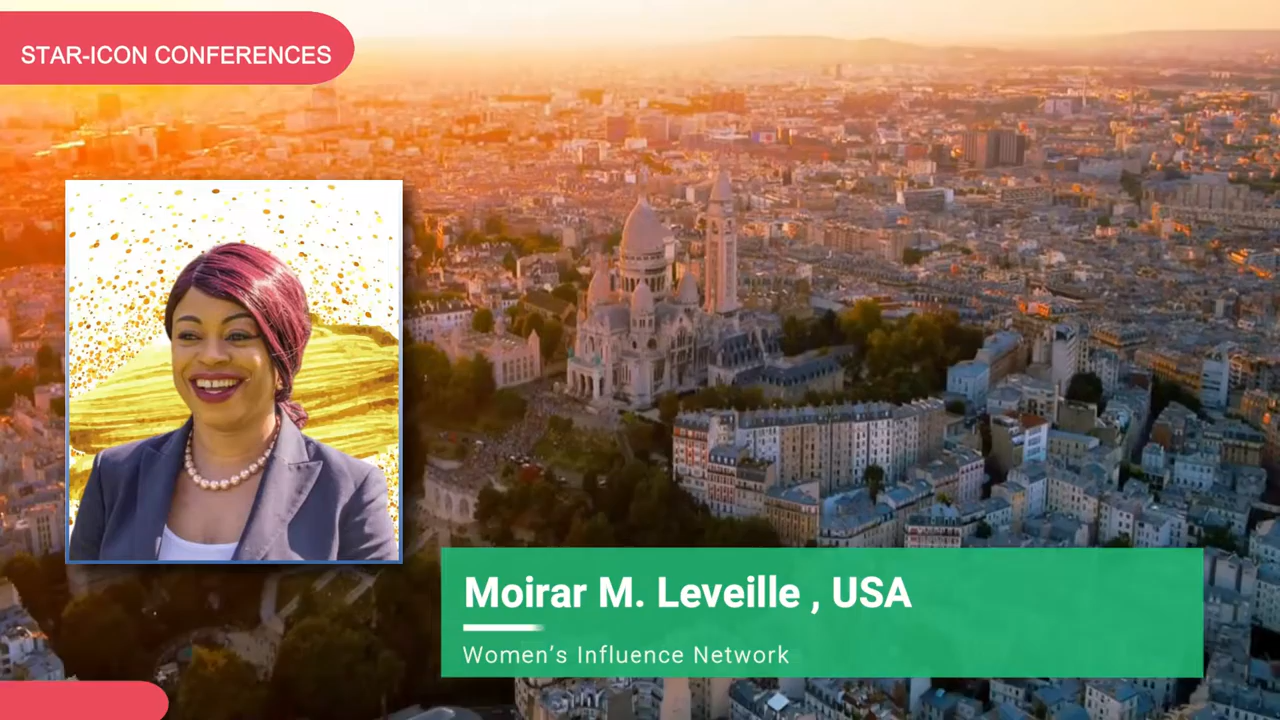 STAR-ICON CONFERENCES
Moirar M. Leveille , USA
Women’s Influence Network